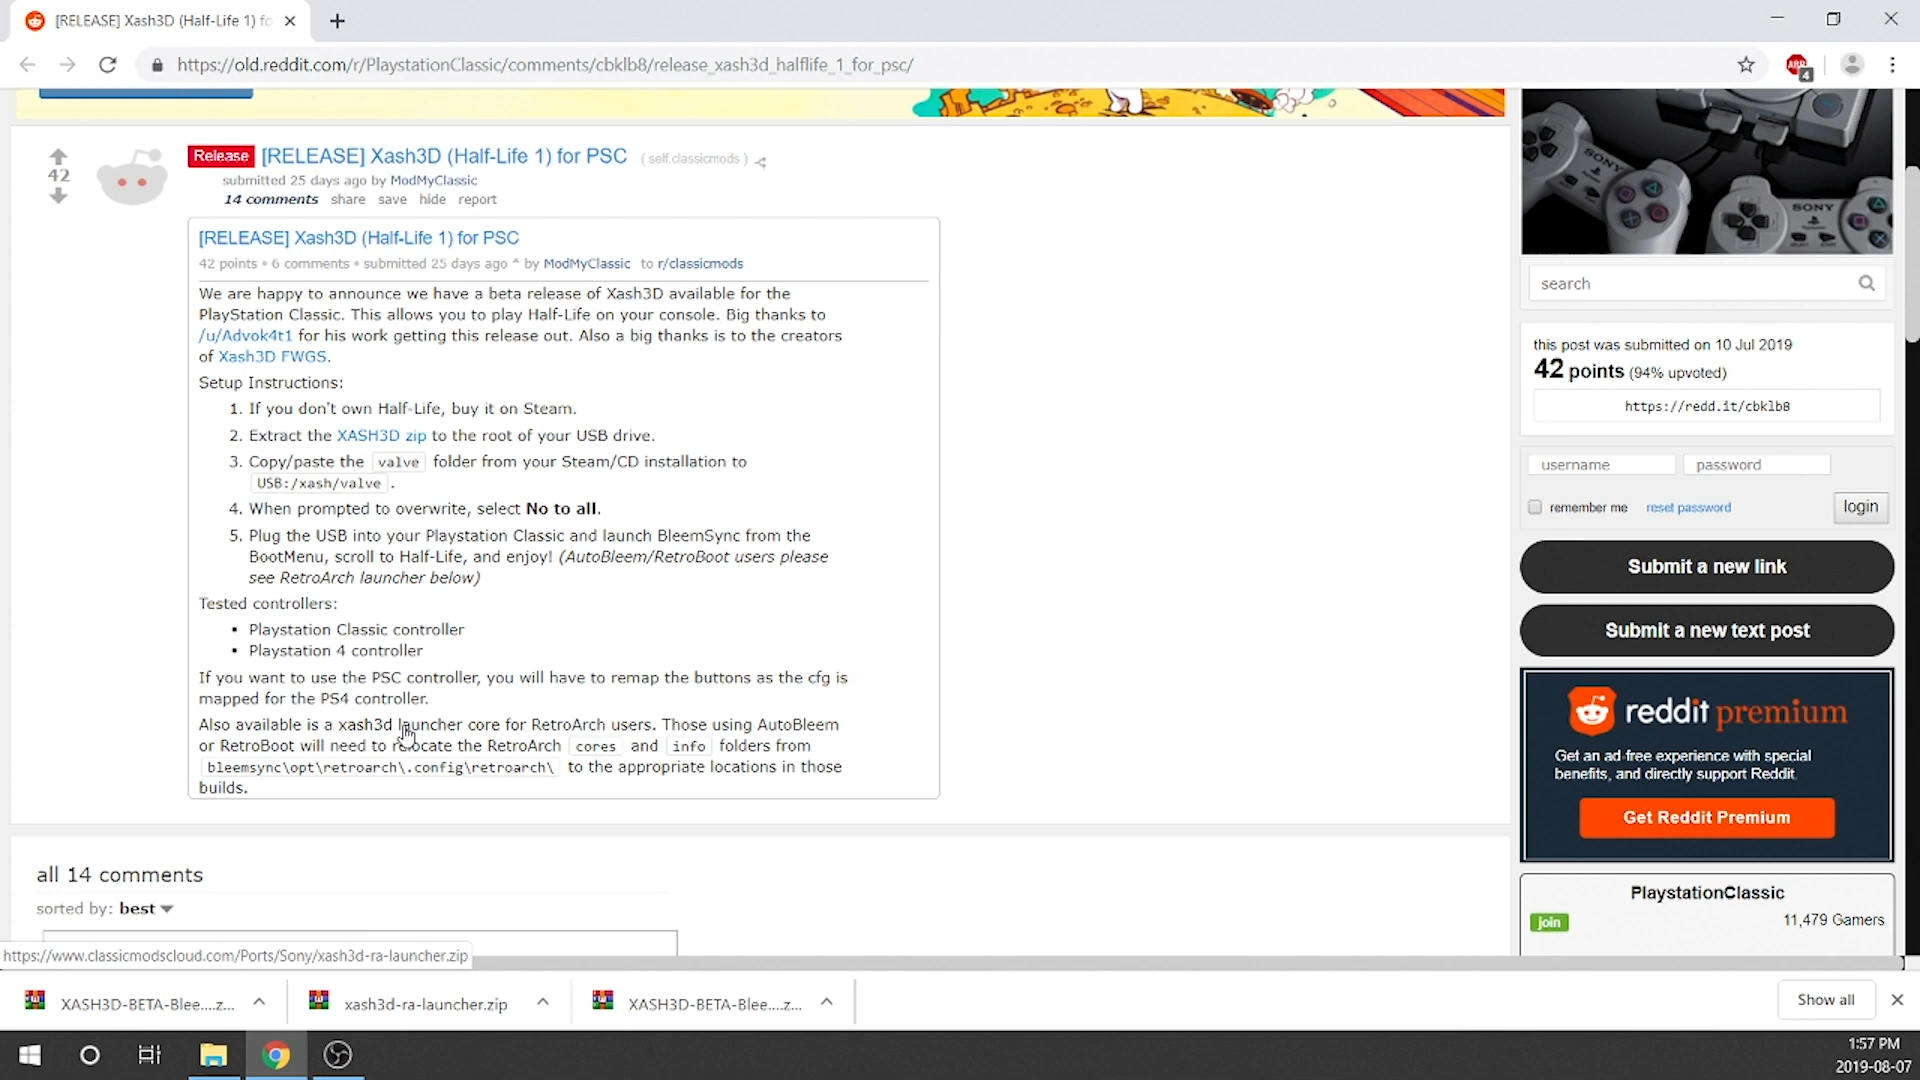 [RELEASE] Xash3D (Half-Life 1) fo
https://old.reddit.com/r/PlaystationClassic/comments/cbklb8/release_xash3d_halflife_1_for_psc/
ABP
4
42
Release [RELEASE] Xash3D (Half-Life 1) for PSC ( self.classicmods )
submitted 25 days ago by ModMyClassic
14 comments share save hide report
[RELEASE] Xash3D (Half-Life 1) for PSC
42 points • 6 comments • submitted 25 days ago * by ModMyClassic to r/classicmods
We are happy to announce we have a beta release of Xash3D available for the
PlayStation Classic. This allows you to play Half-Life on your console. Big thanks to
/u/Advok4t1 for his work getting this release out. Also a big thanks is to the creators
of Xash3D FWGS.
Setup Instructions:
1. If you don't own Half-Life, buy it on Steam.
2. Extract the XASH3D zip to the root of your USB drive.
3. Copy/paste the valve folder from your Steam/CD installation to
USB:/xash/valve .
4. When prompted to overwrite, select No to all.
5. Plug the USB into your Playstation Classic and launch BleemSync from the
BootMenu, scroll to Half-Life, and enjoy! (AutoBleem/RetroBoot users please
see RetroArch launcher below)
Tested controllers:
• Playstation Classic controller
• Playstation 4 controller
If you want to use the PSC controller, you will have to remap the buttons as the cfg is
mapped for the PS4 controller.
Also available is a xash3d launcher core for RetroArch users. Those using AutoBleem
or RetroBoot will need to relocate the RetroArch cores and info folders from
bleemsync\opt\retroarch\.config\retroarch\ to the appropriate locations in those
builds.
all 14 comments
sorted by: best
SONY
SONY
search
this post was submitted on 10 Jul 2019
42 points (94% upvoted)
https://redd.it/cbklb8
username password
remember me reset password login
Submit a new link
Submit a new text post
reddit premium
Get an ad-free experience with special
benefits, and directly support Reddit.
Get Reddit Premium
PlaystationClassic
join 11,479 Gamers
https://www.classicmodscloud.com/Ports/Sony/xash3d-ra-launcher.zip
XASH3D-BETA-Blee....z... xash3d-ra-launcher.zip XASH3D-BETA-Blee....z... Show all
1:57 PM
2019-08-07